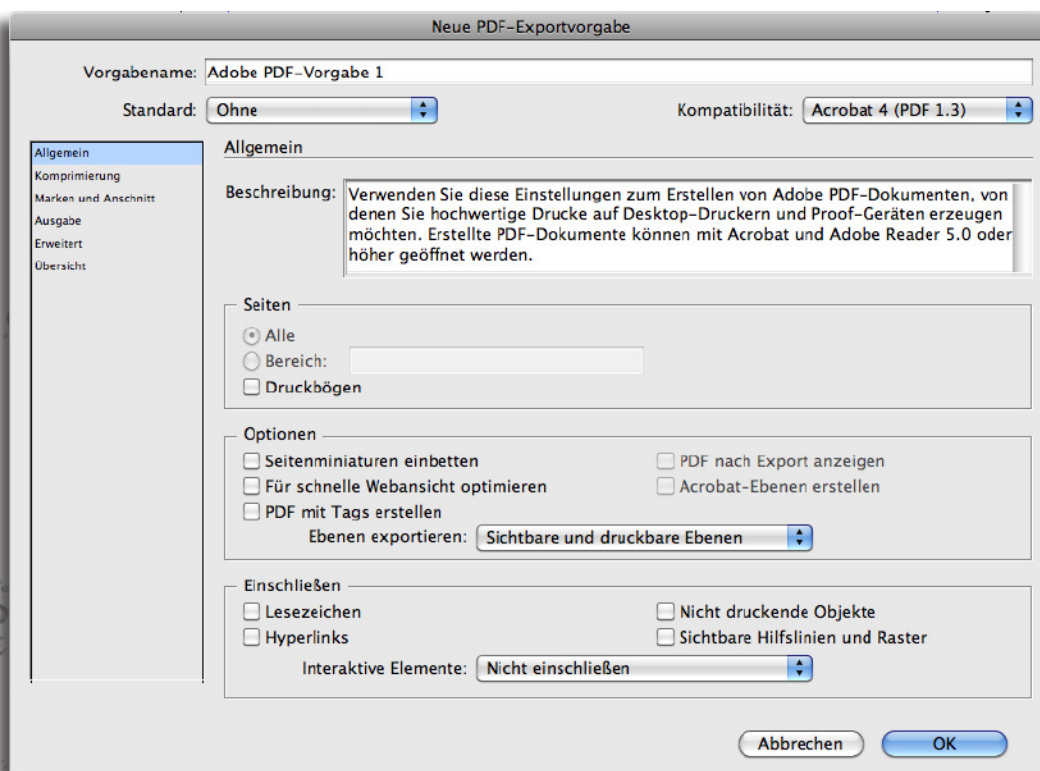 Neue PDF-Exportvorgabe
Vorgabename: Adobe PDF-Vorgabe 1
Standard: Ohne
Kompatibilität: Acrobat 4 (PDF 1.3)
Allgemein
Komprimierung
Marken und Anschnitt
Ausgabe
Erweitert
Übersicht
Allgemein
Beschreibung: Verwenden Sie diese Einstellungen zum Erstellen von Adobe PDF-Dokumenten, von
denen Sie hochwertige Drucke auf Desktop-Druckern und Proof-Geräten erzeugen
möchten. Erstellte PDF-Dokumente können mit Acrobat und Adobe Reader 5.0 oder
höher geöffnet werden.
Seiten
Alle
Bereich:
Druckbögen
Optionen
Seitenminiaturen einbetten
PDF nach Export anzeigen
Für schnelle Webansicht optimieren
Acrobat-Ebenen erstellen
PDF mit Tags erstellen
Ebenen exportieren: Sichtbare und druckbare Ebenen
Einschließen
Lesezeichen
Nicht druckende Objekte
Hyperlinks
Sichtbare Hilfslinien und Raster
Interaktive Elemente: Nicht einschließen
Abbrechen
OK